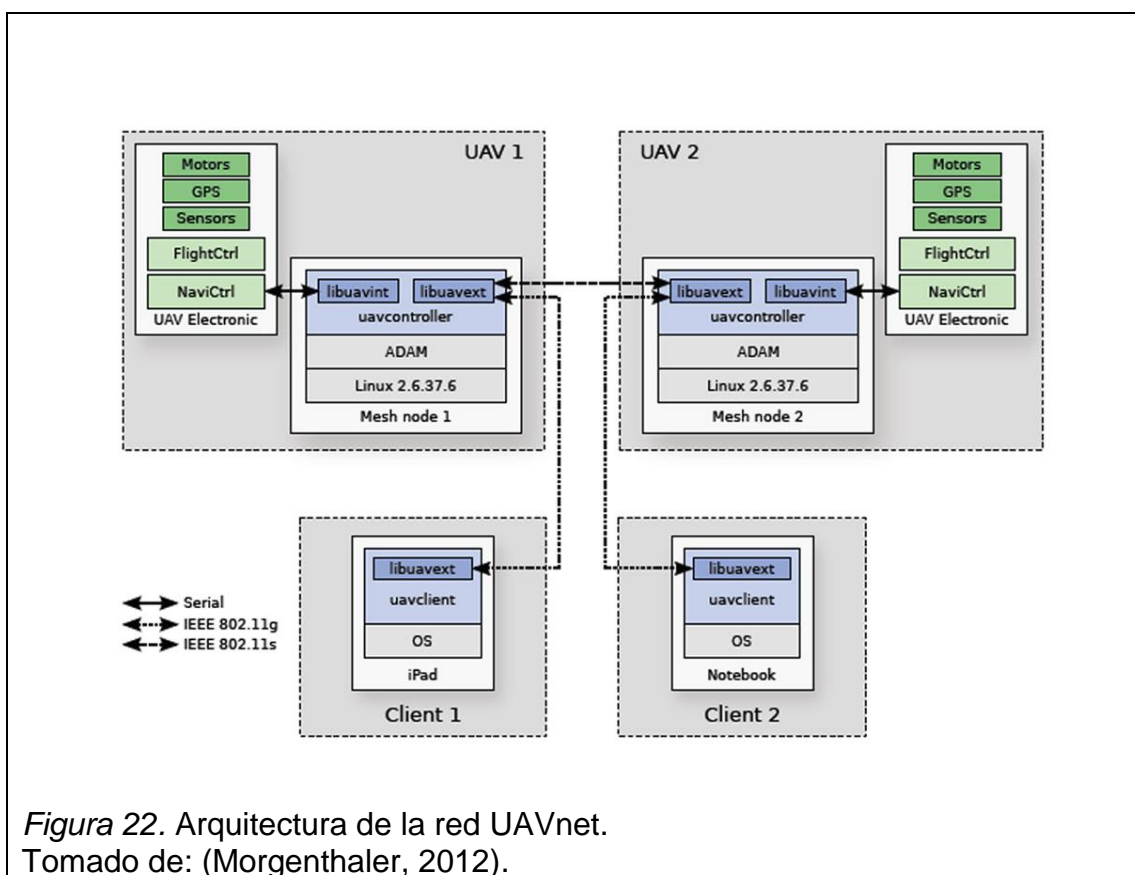 UAV 1
Motors
GPS
Sensors
FlightCtrl
NaviCtrl
UAV Electronic
libuavint libuavext
uavcontroller
ADAM
Linux 2.6.37.6
Mesh node 1
UAV 2
Motors
GPS
Sensors
FlightCtrl
NaviCtrl
UAV Electronic
libuavext libuavint
uavcontroller
ADAM
Linux 2.6.37.6
Mesh node 2
Serial
IEEE 802.11g
IEEE 802.11s
libuavext
uavclient
OS
iPad
Client 1
libuavext
uavclient
OS
Notebook
Client 2
Figura 22. Arquitectura de la red UAVnet.
Tomado de: (Morgenthaler, 2012).